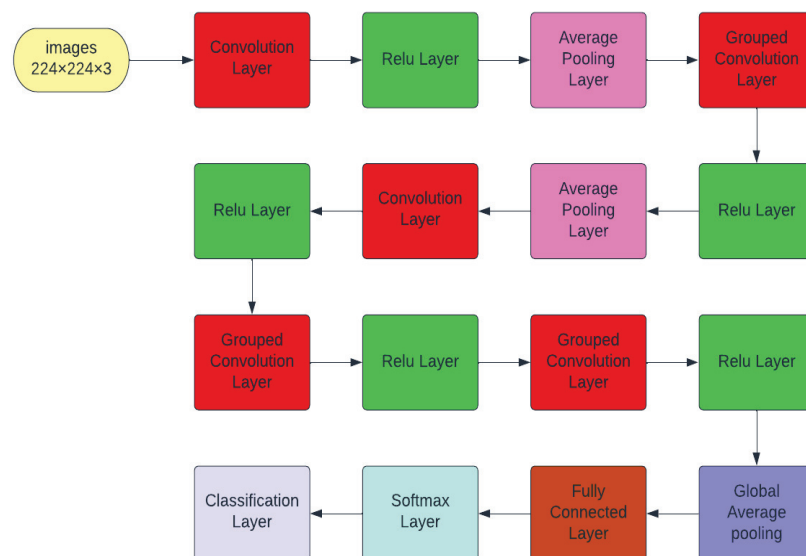 images
224×224×3
Convolution
Layer
Relu Layer
Average
Pooling
Layer
Grouped
Convolution
Layer
Relu Layer
Average
Pooling
Layer
Convolution
Layer
Relu Layer
Grouped
Convolution
Layer
Relu Layer
Grouped
Convolution
Layer
Relu Layer
Global
Average
pooling
Fully
Connected
Layer
Softmax
Layer
Classification
Layer